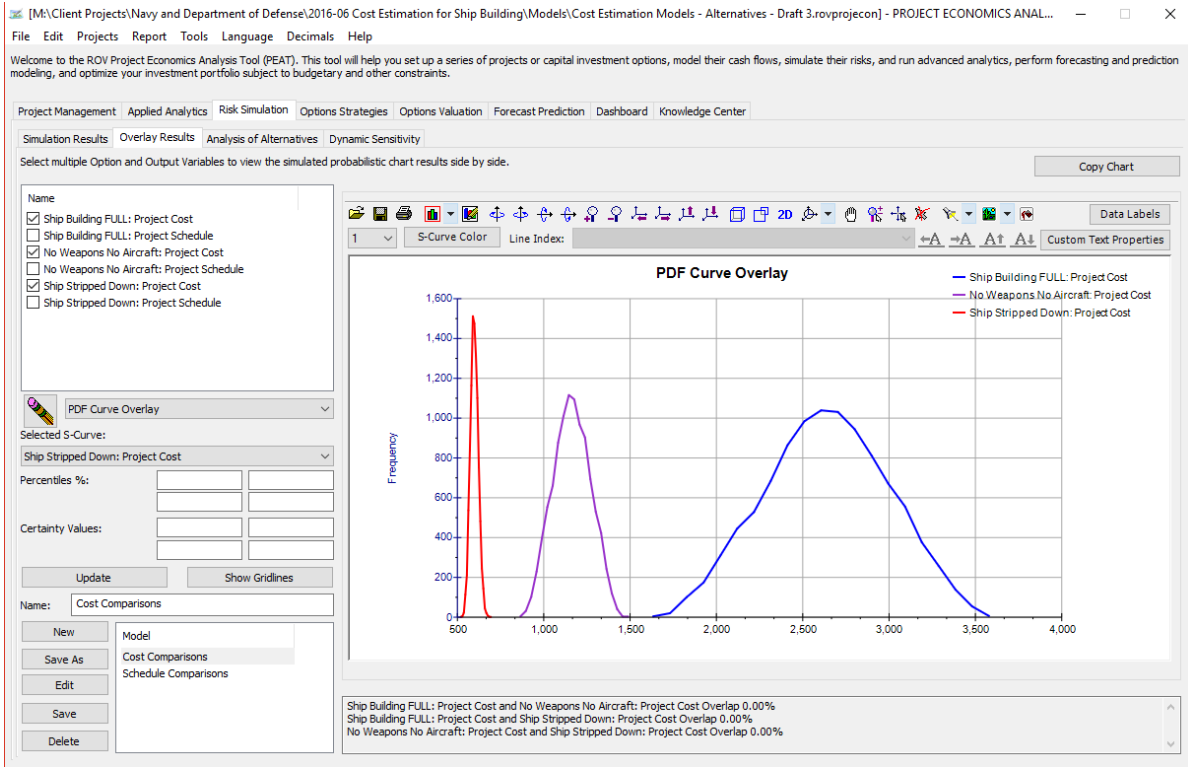 [M:\Client Projects\Navy and Department of Defense\2016-06 Cost Estimation for Ship Building\Models\Cost Estimation Models - Alternatives - Draft 3.rovprojecon] - PROJECT ECONOMICS ANAL...
File Edit Projects Report Tools Language Decimals Help
Welcome to the ROV Project Economics Analysis Tool (PEAT). This tool will help you set up a series of projects or capital investment options, model their cash flows, simulate their risks, and run advanced analytics, perform forecasting and prediction
modeling, and optimize your investment portfolio subject to budgetary and other constraints.
Project Management Applied Analytics Risk Simulation Options Strategies Options Valuation Forecast Prediction Dashboard Knowledge Center
Simulation Results Overlay Results Analysis of Alternatives Dynamic Sensitivity
Select multiple Option and Output Variables to view the simulated probabilistic chart results side by side.
Copy Chart
Name
Ship Building FULL: Project Cost
Ship Building FULL: Project Schedule
No Weapons No Aircraft: Project Cost
No Weapons No Aircraft: Project Schedule
Ship Stripped Down: Project Cost
Ship Stripped Down: Project Schedule
PDF Curve Overlay
Selected S-Curve:
Ship Stripped Down: Project Cost
Percentiles %:
Certainty Values:
Update Show Gridlines
Name: Cost Comparisons
New
Save As
Edit
Save
Delete
Model
Cost Comparisons
Schedule Comparisons
2D
Data Labels
1 S-Curve Color Line Index: A A A A Custom Text Properties
PDF Curve Overlay
Ship Building FULL: Project Cost
No Weapons No Aircraft: Project Cost
Ship Stripped Down: Project Cost
Frequency
1,600
1,400
1,200
1,000
800
600
400
200
0
500 1,000 1,500 2,000 2,500 3,000 3,500 4,000
Ship Building FULL: Project Cost and No Weapons No Aircraft: Project Cost Overlap 0.00%
Ship Building FULL: Project Cost and Ship Stripped Down: Project Cost Overlap 0.00%
No Weapons No Aircraft: Project Cost and Ship Stripped Down: Project Cost Overlap 0.00%